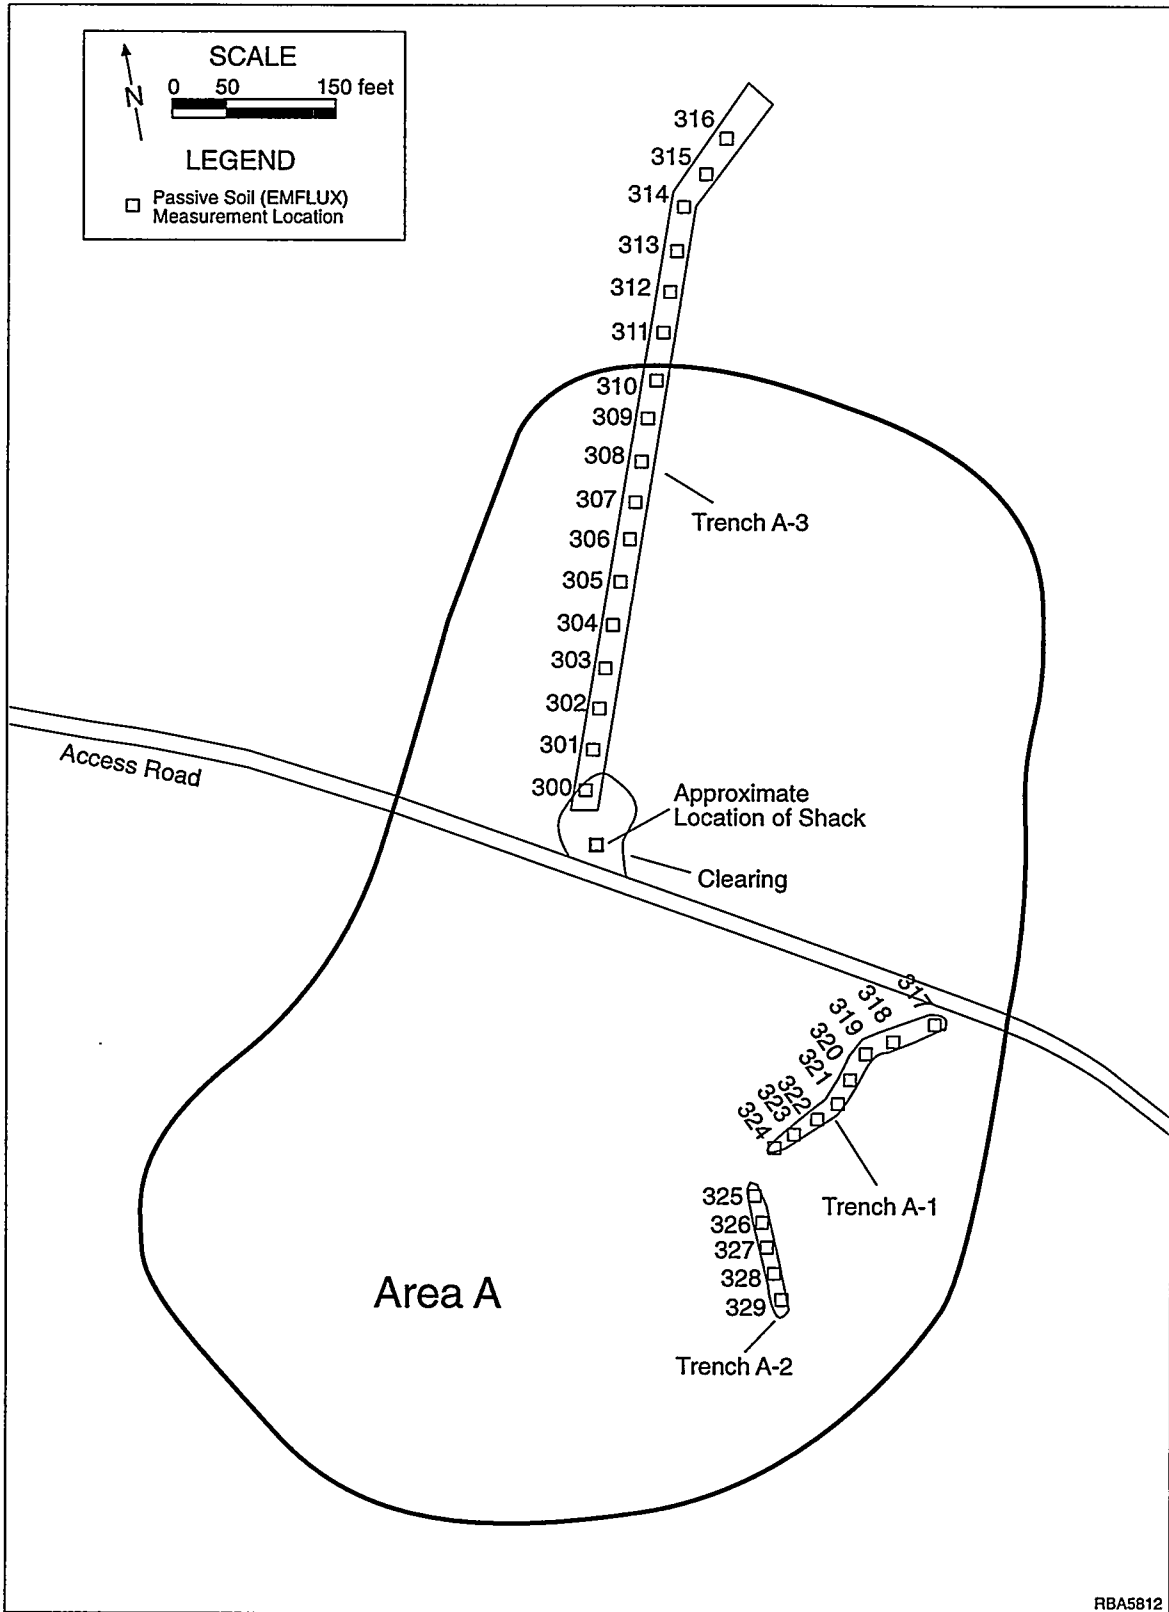 SCALE
0 50 150 feet
N
LEGEND
Passive Soil (EMFLUX)
Measurement Location
316
315
314
313
312
311
310
309
308
307
Trench A-3
306
305
304
303
302
301
Access Road
300
Approximate
Location of Shack
Clearing
317
318
319
320
321
322
323
324
325
Trench A-1
326
327
328
329
Area A
Trench A-2
RBA5812